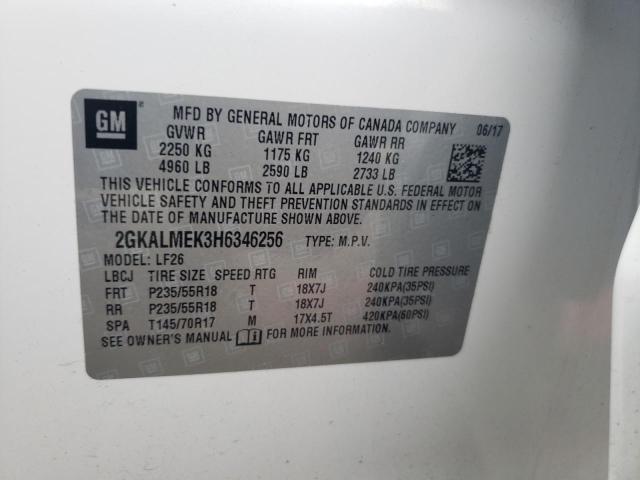 GM
MFD BY GENERAL MOTORS OF CANADA COMPANY 06/17
GVWR GAWR FRT GAWR RR
2250 KG 1175 KG 1240 KG
4960 LB 2590 LB 2733 LB
THIS VEHICLE CONFORMS TO ALL APPLICABLE U.S. FEDERAL MOTOR
VEHICLE SAFETY AND THEFT PREVENTION STANDARDS IN EFFECT ON
THE DATE OF MANUFACTURE SHOWN ABOVE.
2GKALMEK3H6346256 TYPE: M.P.V.
MODEL: LF26
LBCJ TIRE SIZE SPEED RTG RIM COLD TIRE PRESSURE
FRT P235/55R18 T 18X7J 240KPA(35PSI)
RR P235/55R18 T 18X7J 240KPA(35PSI)
SPA T145/70R17 M 17X4.5T 420KPA(60PSI)
SEE OWNER'S MANUAL FOR MORE INFORMATION.